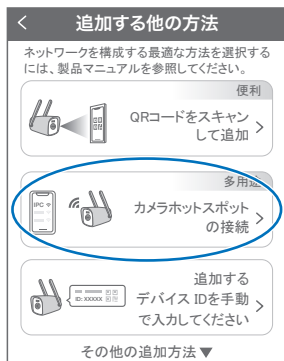 追加する他の方法
ネットワークを構成する最適な方法を選択する
には、製品マニュアルを参照してください。
便利
QRコードをスキャン
して追加
多用途
IPC
カメラホットスポット
の接続
ID: XXXXX
追加する
デバイス IDを手動
で入力してください
その他の追加方法▼